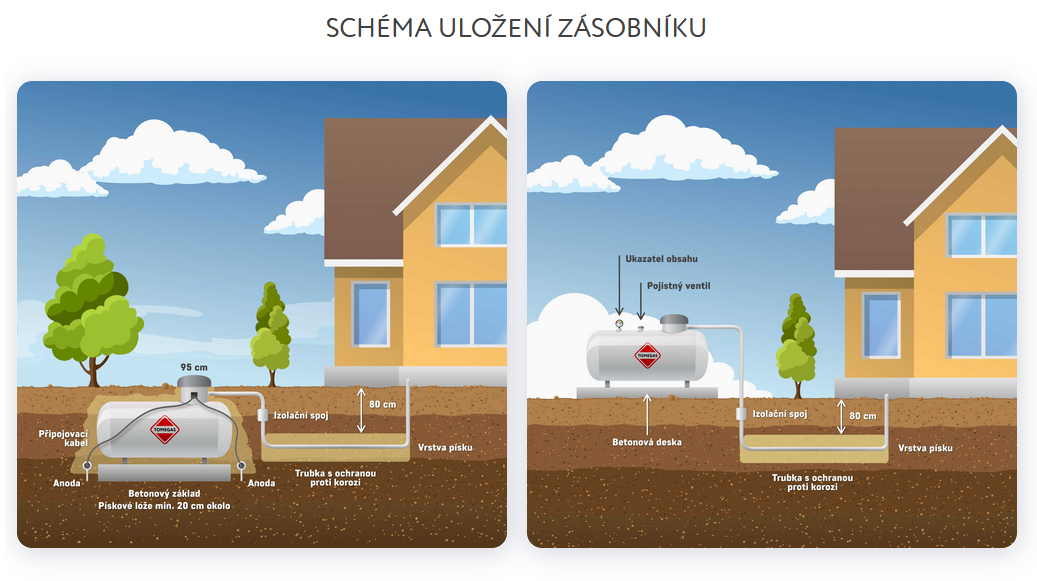 SCHÉMA ULOŽENÍ ZÁSOBNÍKU
95 cm
TOMEGAS
Připojovací
kabel
Izolační spoj
80 cm
Vrstva písku
Anoda
Anoda
Trubka s ochranou
proti korozi
Betonový základ
Pískové lože min. 20 cm okolo
Ukazatel obsahu
Pojistný ventil
TOMEGAS
Izolační spoj
80 cm
Betonová deska
Vrstva písku
Trubka s ochranou
proti korozi